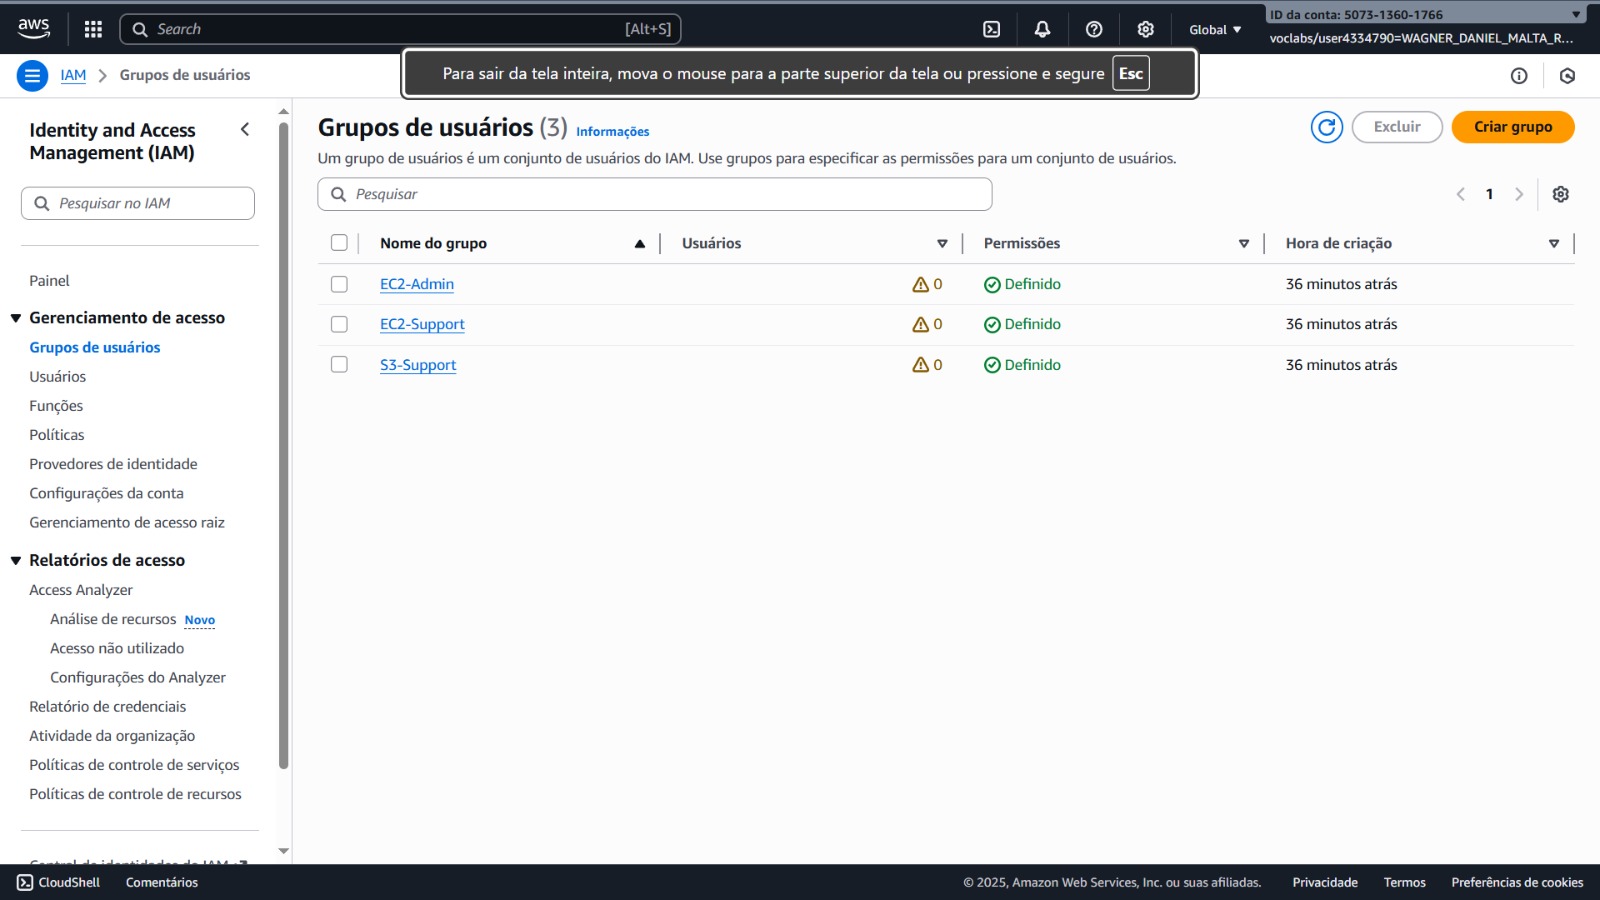 aws
Search
[Alt+S]
Global
ID da conta: 5073-1360-1766
voclabs/user4334790=WAGNER_DANIEL_MALTA_R...
IAM
Grupos de usuários
Para sair da tela inteira, mova o mouse para a parte superior da tela ou pressione e segure Esc
Identity and Access
Management (IAM)
Pesquisar no IAM
Painel
Gerenciamento de acesso
Grupos de usuários
Usuários
Funções
Políticas
Provedores de identidade
Configurações da conta
Gerenciamento de acesso raiz
Relatórios de acesso
Access Analyzer
Análise de recursos Novo
Acesso não utilizado
Configurações do Analyzer
Relatório de credenciais
Atividade da organização
Políticas de controle de serviços
Políticas de controle de recursos
Central de identidades do IAM
Grupos de usuários (3) Informações
Excluir
Criar grupo
Um grupo de usuários é um conjunto de usuários do IAM. Use grupos para especificar as permissões para um conjunto de usuários.
Pesquisar
1
Nome do grupo Usuários Permissões Hora de criação
EC2-Admin 0 Definido 36 minutos atrás
EC2-Support 0 Definido 36 minutos atrás
S3-Support 0 Definido 36 minutos atrás
CloudShell
Comentários
© 2025, Amazon Web Services, Inc. ou suas afiliadas.
Privacidade
Termos
Preferências de cookies